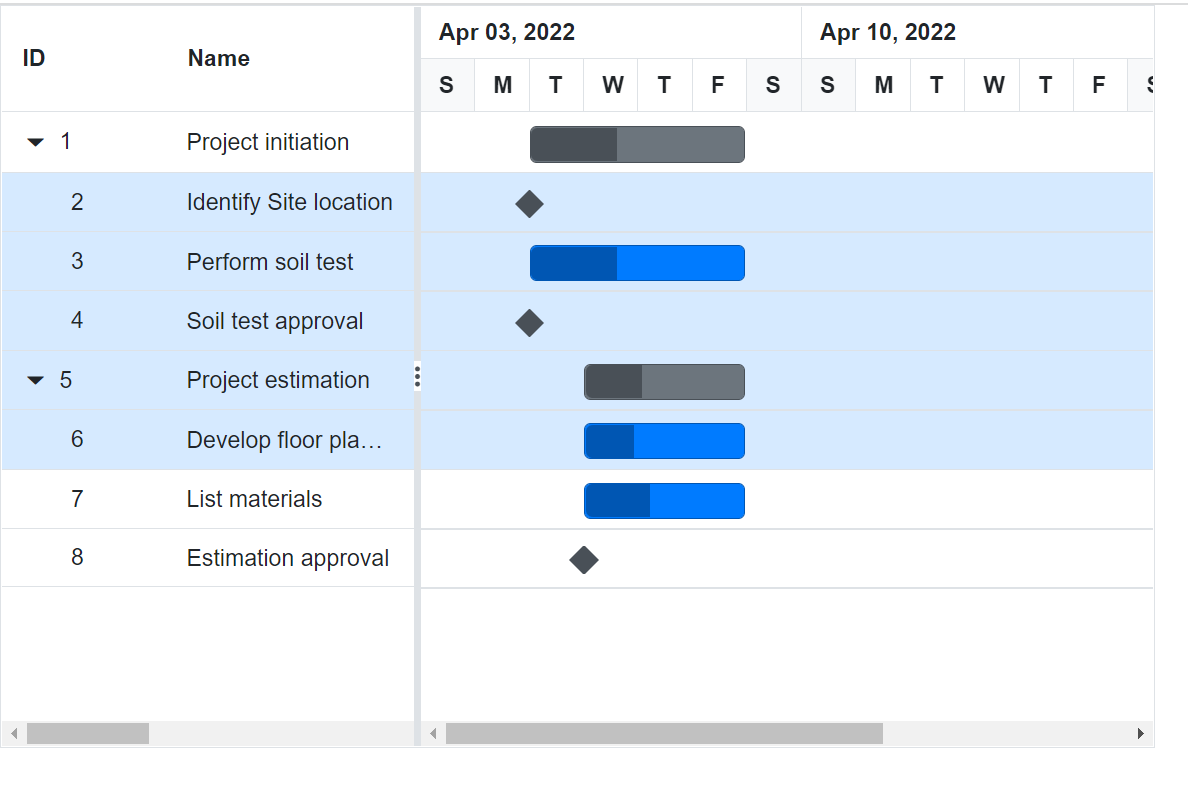 ID Name Apr 03, 2022 Apr 10, 2022
S M T W T F S S M T W T F S
1 Project initiation
2 Identify Site location
3 Perform soil test
4 Soil test approval
5 Project estimation
6 Develop floor pla…
7 List materials
8 Estimation approval